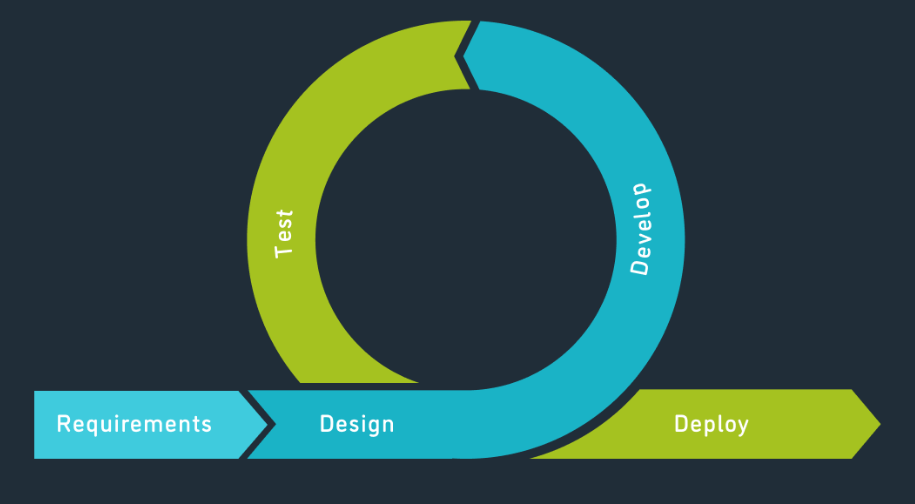 Requirements
Design
Develop
Test
Deploy